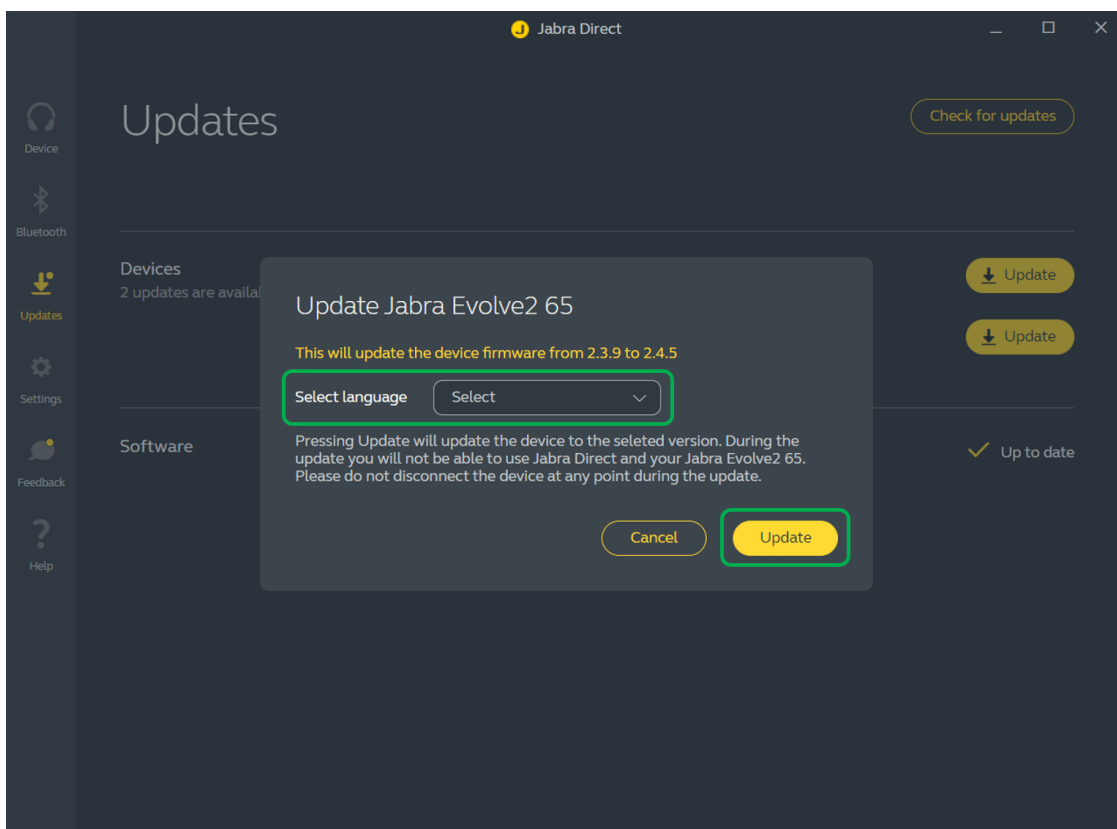 Jabra Direct
Updates
Check for updates
Device
Bluetooth
Updates
Settings
Feedback
Help
Devices
2 updates are availa
Update
Update
Software
Up to date
Update Jabra Evolve2 65
This will update the device firmware from 2.3.9 to 2.4.5
Select language
Select
Pressing Update will update the device to the seleted version. During the
update you will not be able to use Jabra Direct and your Jabra Evolve2 65.
Please do not disconnect the device at any point during the update.
Cancel
Update